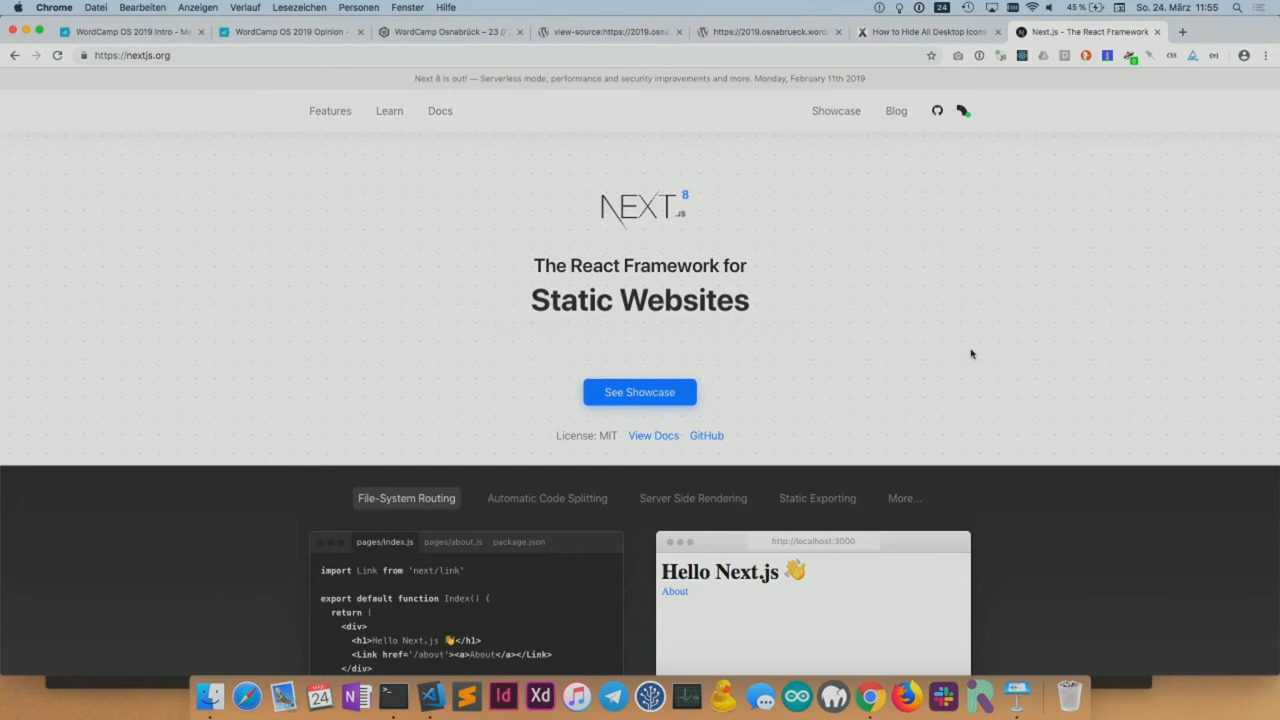 Chrome Datei Bearbeiten Anzeigen Verlauf Lesezeichen Personen Fenster Hilfe 24 45 % So. 24. März 11:55
WordCamp OS 2019 Intro - Me WordCamp OS 2019 Opinion - WordCamp Osnabrück – 23 // 2 view-source:https://2019.osna https://2019.osnabrueck.word How to Hide All Desktop Icons Next.js - The React Framework
https://nextjs.org
Next 8 is out! — Serverless mode, performance and security improvements and more. Monday, February 11th 2019
Features Learn Docs Showcase Blog
NEXT.JS 8
The React Framework for
Static Websites
See Showcase
License: MIT View Docs GitHub
File-System Routing Automatic Code Splitting Server Side Rendering Static Exporting More...
pages/index.js pages/about.js package.json
import Link from 'next/link'
export default function Index() {
return (
<div>
<h1>Hello Next.js 👋</h1>
<Link href='/about'><a>About</a></Link>
</div>
http://localhost:3000
Hello Next.js 👋
About
24 Id Xd